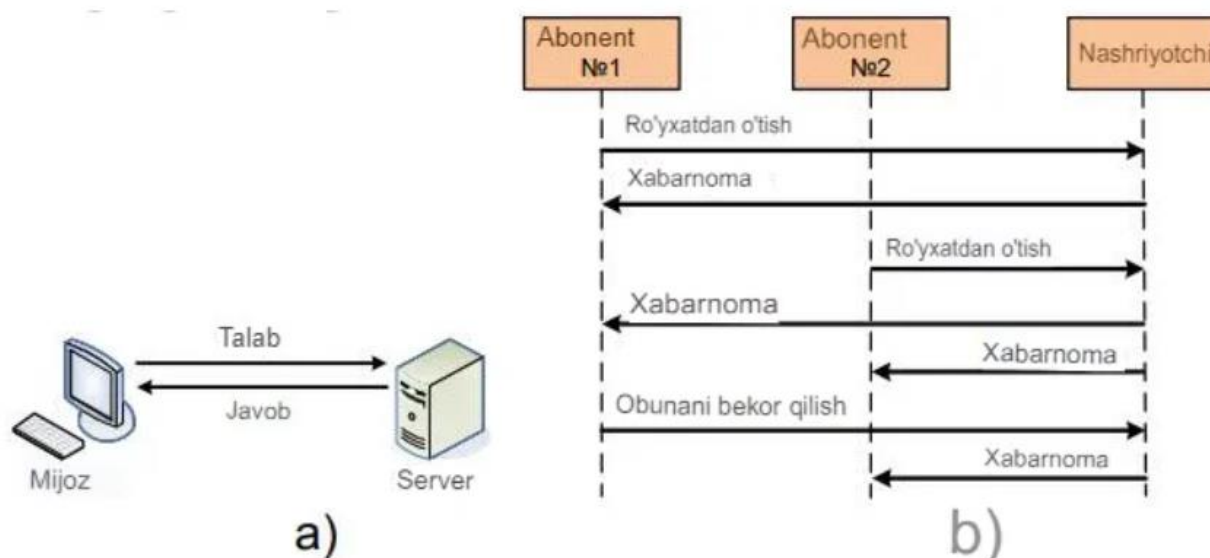 Talab
Javob
Mijoz
Server
a)
Abonent
№1
Abonent
№2
Nashriyotchi
Ro'yxatdan o'tish
Xabarnoma
Ro'yxatdan o'tish
Xabarnoma
Xabarnoma
Obunani bekor qilish
Xabarnoma
b)